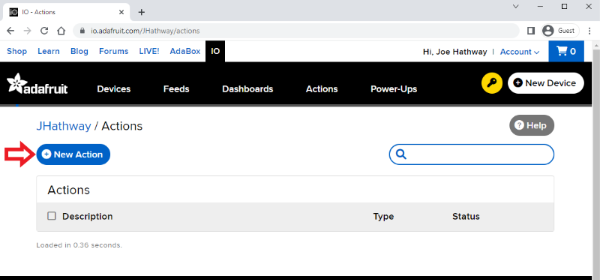 IO IO - Actions
io.adafruit.com/JHathway/actions
Guest
Shop Learn Blog Forums LIVE! AdaBox IO Hi, Joe Hathway | Account 0
adafruit Devices Feeds Dashboards Actions Power-Ups New Device
JHathway / Actions
? Help
New Action
Actions
Description Type Status
Loaded in 0.36 seconds.